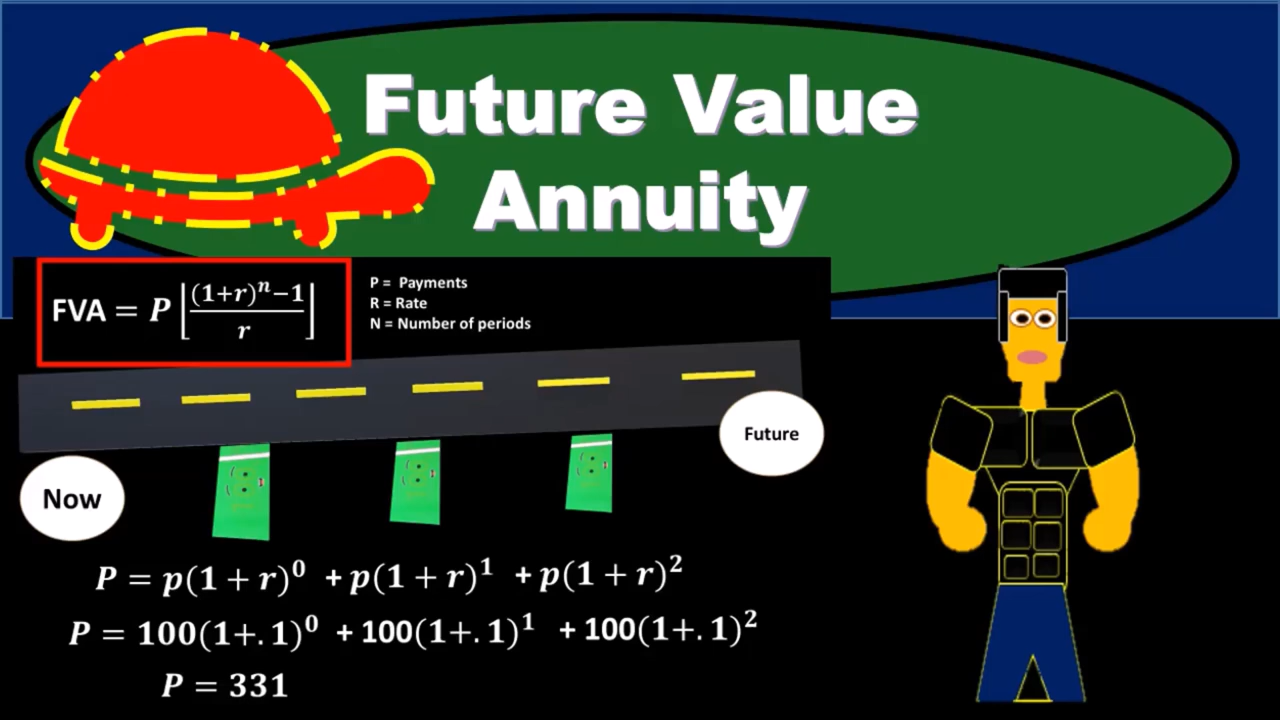 Future Value
Annuity
FVA = P [((1+r)^n−1)/r]
P = Payments
R = Rate
N = Number of periods
Now
Future
P = p(1 + r)^0 + p(1 + r)^1 + p(1 + r)^2
P = 100(1+. 1)^0 + 100(1+. 1)^1 + 100(1+. 1)^2
P = 331